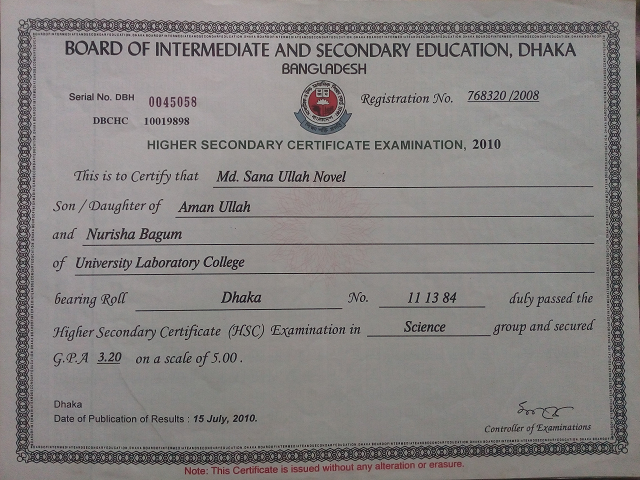 BOARD OF INTERMEDIATE AND SECONDARY EDUCATION, DHAKA
BANGLADESH
Serial No. DBH 0045058
Registration No. 768320 /2008
DBCHC 10019898
HIGHER SECONDARY CERTIFICATE EXAMINATION, 2010
This is to Certify that Md. Sana Ullah Novel
Son / Daughter of Aman Ullah
and Nurisha Bagum
of University Laboratory College
bearing Roll Dhaka No. 11 13 84 duly passed the
Higher Secondary Certificate (HSC) Examination in Science group and secured
G.P.A 3.20 on a scale of 5.00 .
Dhaka
Date of Publication of Results : 15 July, 2010.
Controller of Examinations
Note: This Certificate is issued without any alteration or erasure.